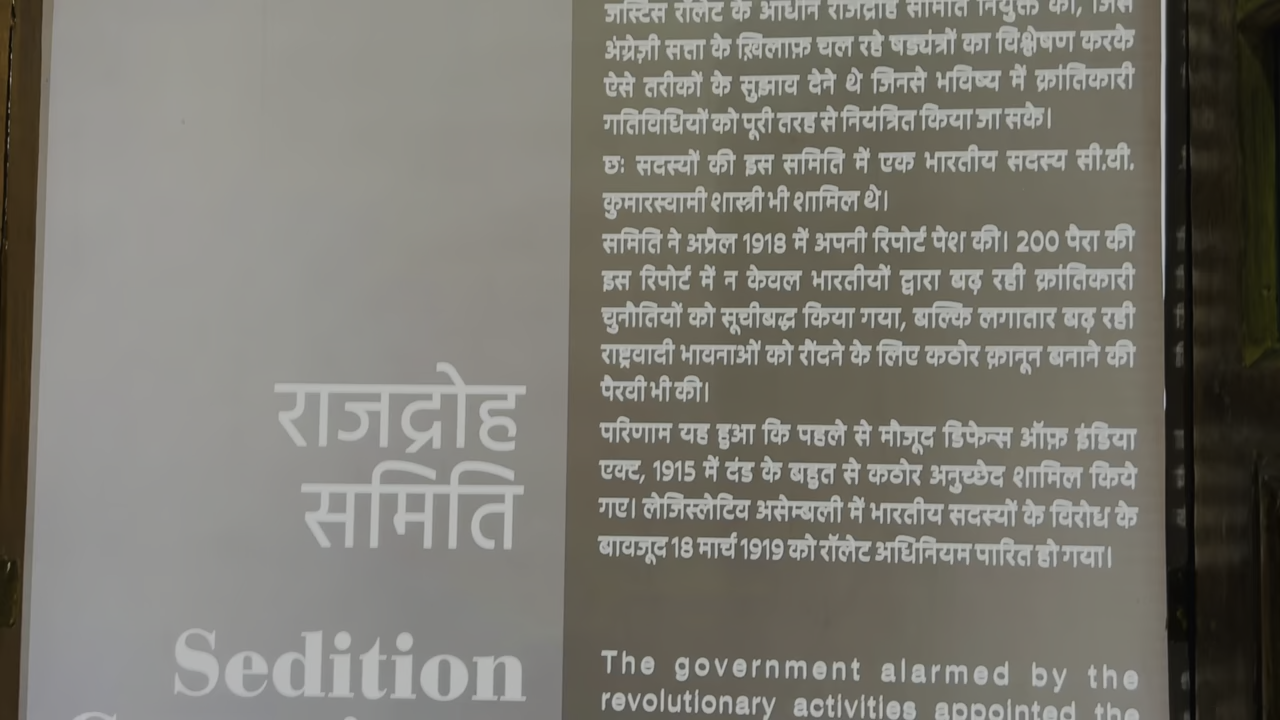 राजद्रोह
समिति
Sedition
जस्टिस रॉलेट के आधीन राजद्रोह समिति नियुक्त की, जिसे
अंग्रेज़ी सत्ता के ख़िलाफ़ चल रहे षड्यंत्रों का विश्लेषण करके
ऐसे तरीकों के सुझाव देने थे जिनसे भविष्य में क्रांतिकारी
गतिविधियों को पूरी तरह से नियंत्रित किया जा सके।
छः सदस्यों की इस समिति में एक भारतीय सदस्य सी.वी.
कुमारस्वामी शास्त्री भी शामिल थे।
समिति ने अप्रैल 1918 में अपनी रिपोर्ट पेश की। 200 पैरा की
इस रिपोर्ट में न केवल भारतीयों द्वारा बढ़ रही क्रांतिकारी
चुनौतियों को सूचीबद्ध किया गया, बल्कि लगातार बढ़ रही
राष्ट्रवादी भावनाओं को रौंदने के लिए कठोर क़ानून बनाने की
पैरवी भी की।
परिणाम यह हुआ कि पहले से मौजूद डिफेन्स ऑफ़ इंडिया
एक्ट, 1915 में दंड के बहुत से कठोर अनुच्छेद शामिल किये
गए। लेजिस्लेटिव असेम्बली में भारतीय सदस्यों के विरोध के
बावजूद 18 मार्च 1919 को रॉलेट अधिनियम पारित हो गया।
The government alarmed by the
revolutionary activities appointed the